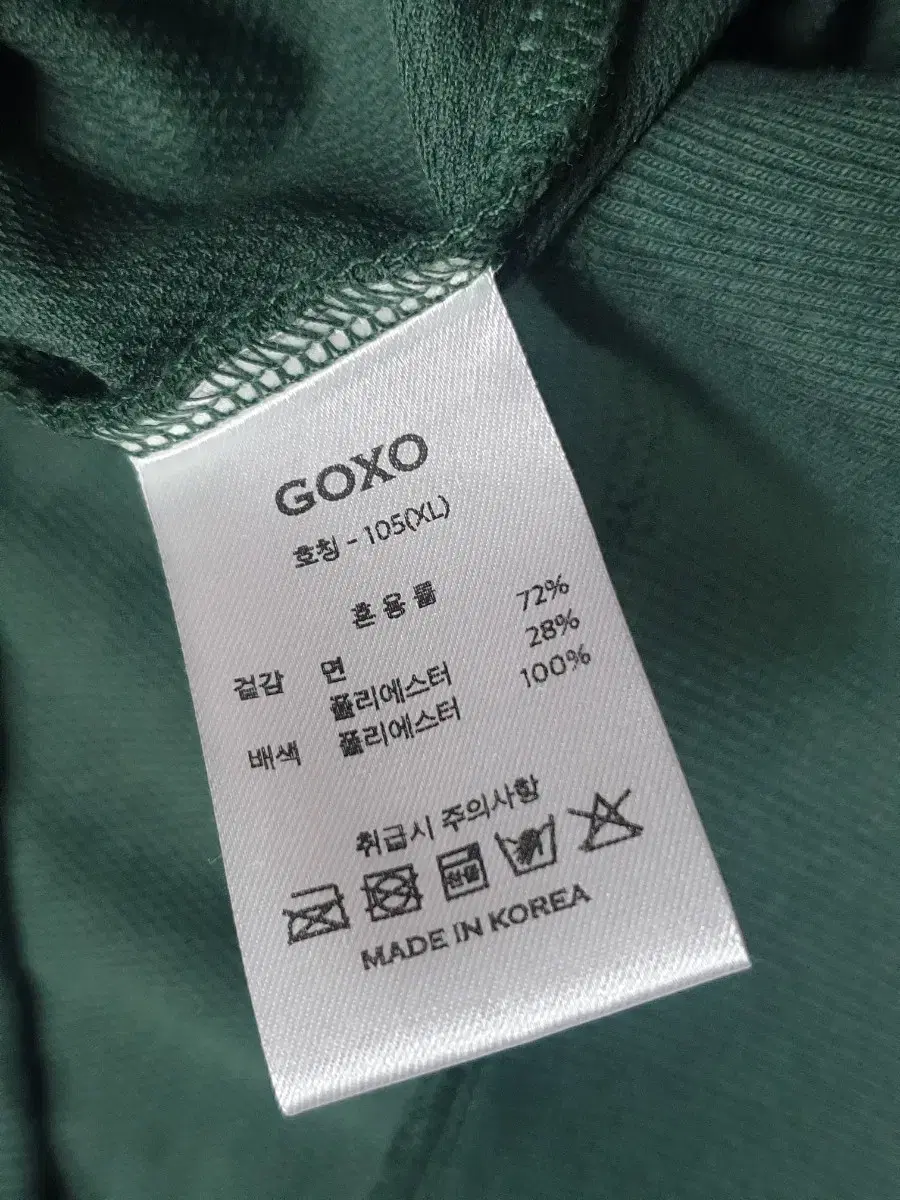 GOXO
호칭 - 105(XL)
혼용률
겉감 면 72%
폴리에스터 28%
배색 폴리에스터 100%
취급시 주의사항
MADE IN KOREA